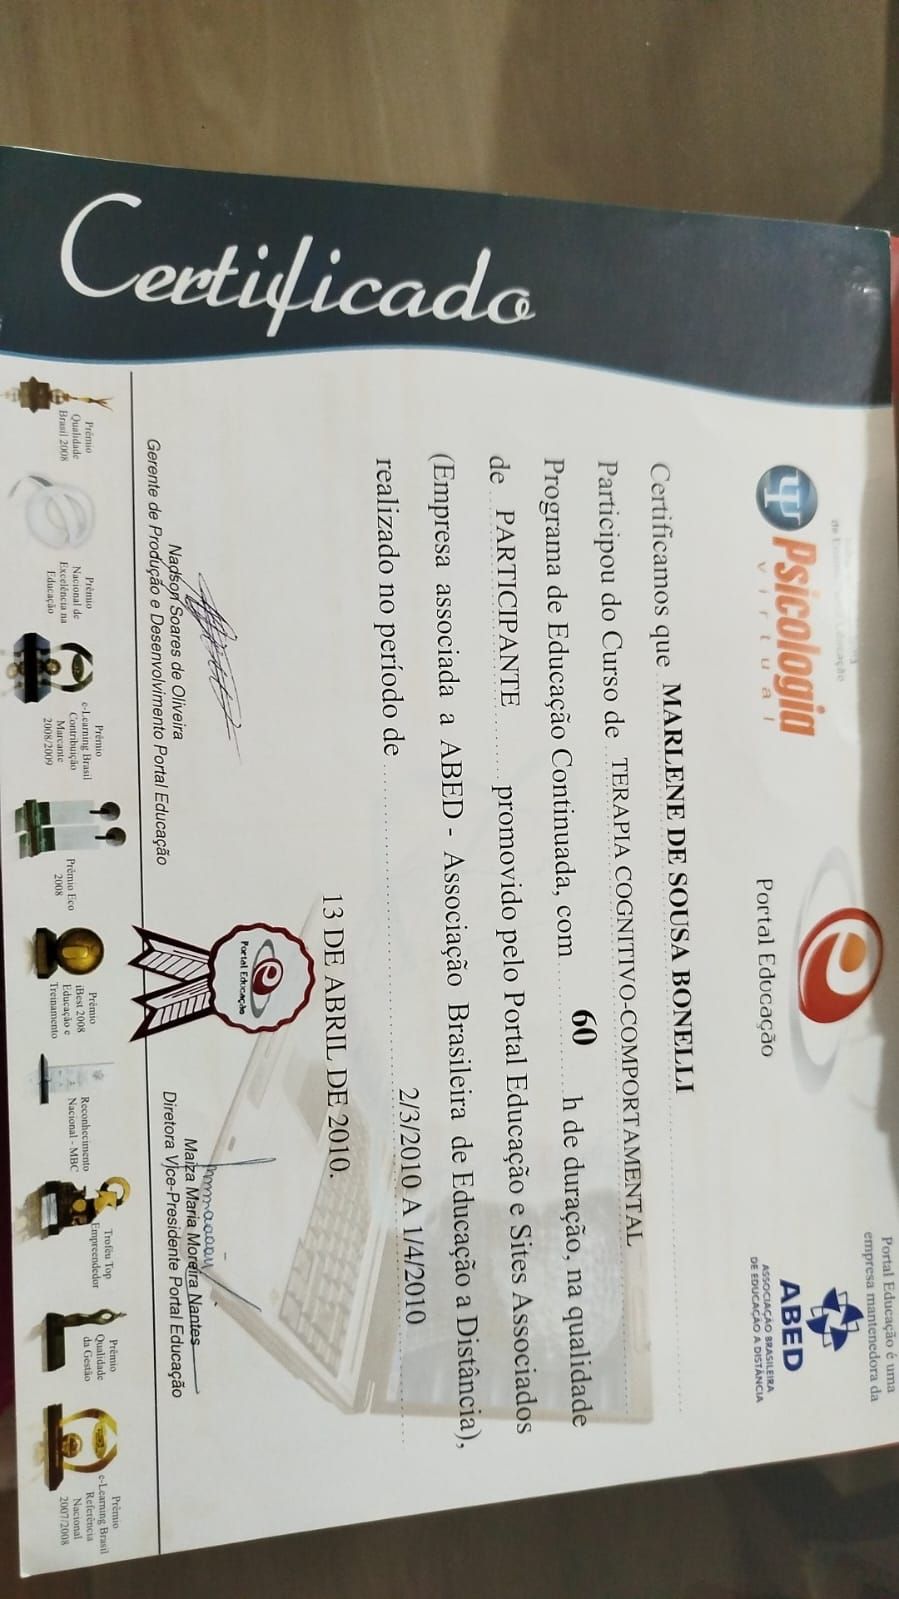 Certificado
Psicologia
virtual
Portal Educação
Portal Educação é uma
empresa mantenedora da
ABED
ASSOCIAÇÃO BRASILEIRA
DE EDUCAÇÃO A DISTÂNCIA
Certificamos que MARLENE DE SOUSA BONELLI
Participou do Curso de TERAPIA COGNITIVO-COMPORTAMENTAL
Programa de Educação Continuada, com 60 h de duração, na qualidade
de PARTICIPANTE promovido pelo Portal Educação e Sites Associados
(Empresa associada a ABED - Associação Brasileira de Educação a Distância),
realizado no período de 2/3/2010 A 1/4/2010
13 DE ABRIL DE 2010.
Portal Educação
Nadson Soares de Oliveira
Gerente de Produção e Desenvolvimento Portal Educação
Maiza Maria Moreira Nantes
Diretora Vice-Presidente Portal Educação
Prêmio
Qualidade
Brasil 2008
Prêmio
Nacional de
Excelência na
Educação
Prêmio
e-Learning Brasil
Contribuição
Marcante
2008/2009
Prêmio Eco
2008
Prêmio
iBest 2008
Educação e
Treinamento
Reconhecimento
Nacional - MBC
Troféu Top
Empreendedor
Prêmio
Qualidade
da Gestão
Prêmio
e-Learning Brasil
Referência
Nacional
2007/2008